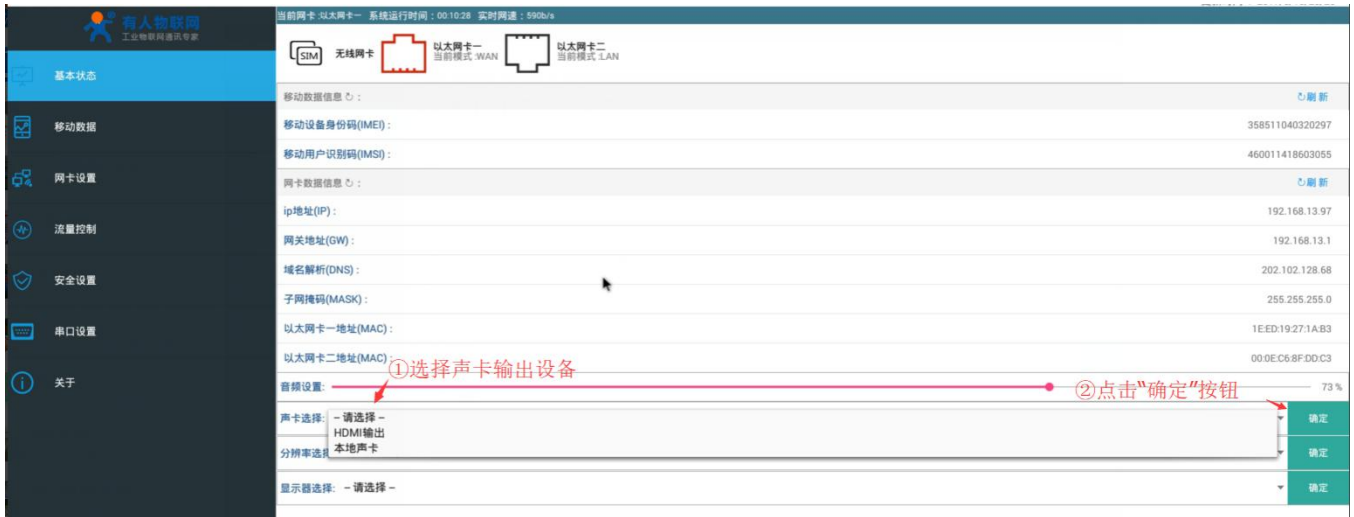 有人物联网
工业物联网通讯专家
当前网卡:以太网卡一 系统运行时间：00:10:28 实时网速：590b/s
SIM 无线网卡
以太网卡一
当前模式:WAN
以太网卡二
当前模式:LAN
基本状态
移动数据
网卡设置
流量控制
安全设置
串口设置
关于
移动数据信息 ↻： ↻刷 新
移动设备身份码(IMEI)： 358511040320297
移动用户识别码(IMSI)： 460011418603055
网卡数据信息 ↻： ↻刷 新
ip地址(IP)： 192.168.13.97
网关地址(GW)： 192.168.13.1
域名解析(DNS)： 202.102.128.68
子网掩码(MASK)： 255.255.255.0
以太网卡一地址(MAC)： 1E:ED:19:27:1A:B3
以太网卡二地址(MAC)： 00:0E:C6:8F:DD:C3
①选择声卡输出设备
音频设置: 73 %
②点击“确定”按钮
声卡选择: – 请选择 – 确定
HDMI输出
本地声卡
分辨率选择 确定
显示器选择: – 请选择 – 确定